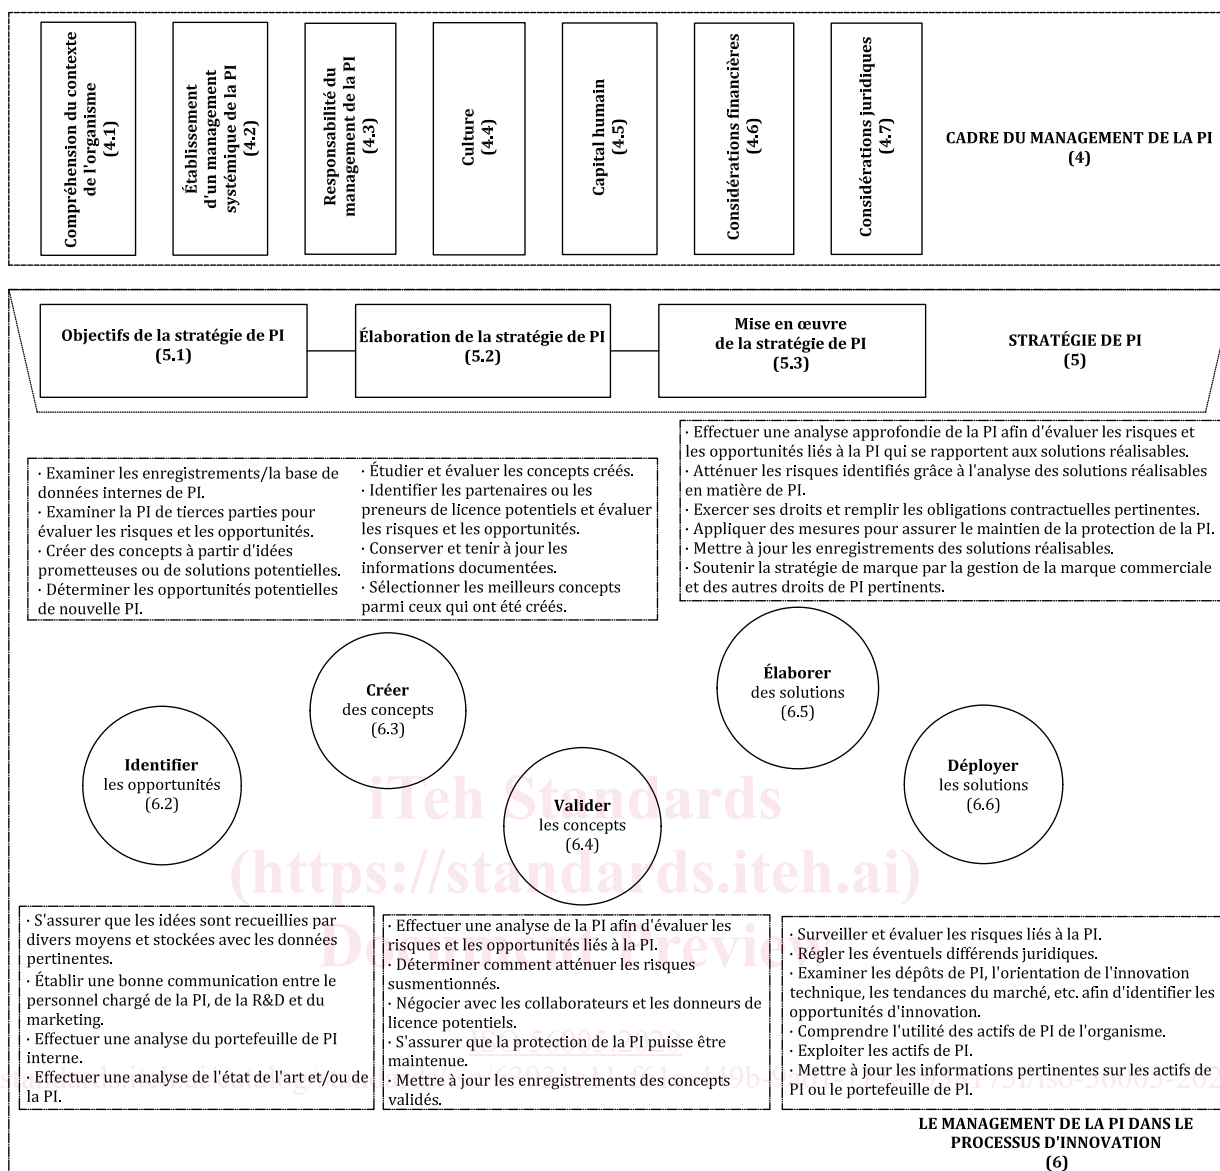 Compréhension du contexte
de l'organisme
(4.1)
Établissement
d'un management
systémique de la PI
(4.2)
Responsabilité du
management de la PI
(4.3)
Culture
(4.4)
Capital humain
(4.5)
Considérations financières
(4.6)
Considérations juridiques
(4.7)
CADRE DU MANAGEMENT DE LA PI
(4)
Objectifs de la stratégie de PI
(5.1)
Élaboration de la stratégie de PI
(5.2)
Mise en œuvre
de la stratégie de PI
(5.3)
STRATÉGIE DE PI
(5)
· Examiner les enregistrements/la base de
données internes de PI.
· Examiner la PI de tierces parties pour
évaluer les risques et les opportunités.
· Créer des concepts à partir d'idées
prometteuses ou de solutions potentielles.
· Déterminer les opportunités potentielles
de nouvelle PI.
· Étudier et évaluer les concepts créés.
· Identifier les partenaires ou les
preneurs de licence potentiels et évaluer
les risques et les opportunités.
· Conserver et tenir à jour les
informations documentées.
· Sélectionner les meilleurs concepts
parmi ceux qui ont été créés.
· Effectuer une analyse approfondie de la PI afin d'évaluer les risques et
les opportunités liés à la PI qui se rapportent aux solutions réalisables.
· Atténuer les risques identifiés grâce à l'analyse des solutions réalisables
en matière de PI.
· Exercer ses droits et remplir les obligations contractuelles pertinentes.
· Appliquer des mesures pour assurer le maintien de la protection de la PI.
· Mettre à jour les enregistrements des solutions réalisables.
· Soutenir la stratégie de marque par la gestion de la marque commerciale
et des autres droits de PI pertinents.
Identifier
les opportunités
(6.2)
Créer
des concepts
(6.3)
Valider
les concepts
(6.4)
Élaborer
des solutions
(6.5)
Déployer
les solutions
(6.6)
iTeh Standards
(https://standards.iteh.ai)
Document Preview
ISO 56005:2020
· S'assurer que les idées sont recueillies par
divers moyens et stockées avec les données
pertinentes.
· Établir une bonne communication entre le
personnel chargé de la PI, de la R&D et du
marketing.
· Effectuer une analyse du portefeuille de PI
interne.
· Effectuer une analyse de l'état de l'art et/ou de
la PI.
· Effectuer une analyse de la PI afin d'évaluer les
risques et les opportunités liés à la PI.
· Déterminer comment atténuer les risques
susmentionnés.
· Négocier avec les collaborateurs et les donneurs de
licence potentiels.
· S'assurer que la protection de la PI puisse être
maintenue.
· Mettre à jour les enregistrements des concepts
validés.
· Surveiller et évaluer les risques liés à la PI.
· Régler les éventuels différends juridiques.
· Examiner les dépôts de PI, l'orientation de l'innovation
technique, les tendances du marché, etc. afin d'identifier les
opportunités d'innovation.
· Comprendre l'utilité des actifs de PI de l'organisme.
· Exploiter les actifs de PI.
· Mettre à jour les informations pertinentes sur les actifs de
PI ou le portefeuille de PI.
LE MANAGEMENT DE LA PI DANS LE
PROCESSUS D'INNOVATION
(6)